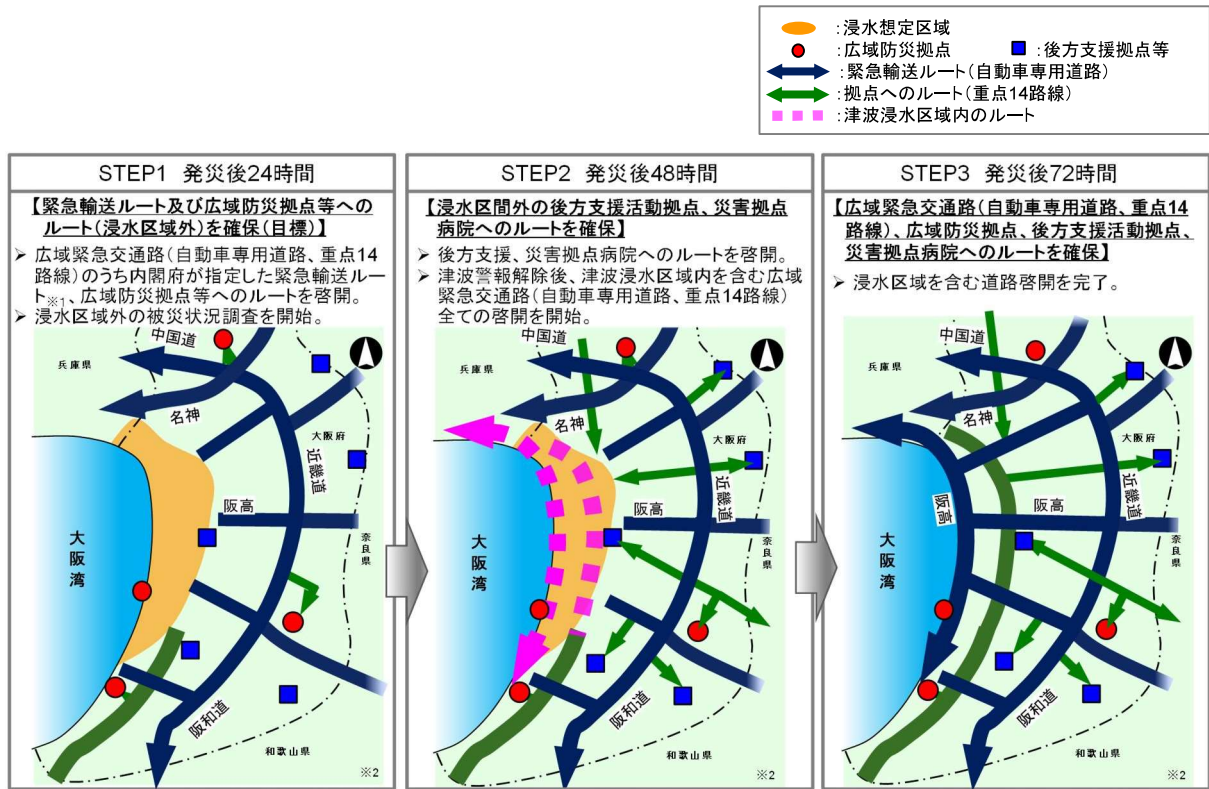 :浸水想定区域
:広域防災拠点
:後方支援拠点等
:緊急輸送ルート(自動車専用道路)
:拠点へのルート(重点14路線)
:津波浸水区域内のルート
STEP1 発災後24時間
【緊急輸送ルート及び広域防災拠点等への
ルート(浸水区域外)を確保(目標)】
➢ 広域緊急交通路(自動車専用道路、重点14
路線)のうち内閣府が指定した緊急輸送ルー
ト※1、広域防災拠点等へのルートを啓開。
➢ 浸水区域外の被災状況調査を開始。
中国道
兵庫県
名神
大阪府
近畿道
阪高
大阪湾
奈良県
阪和道
和歌山県
※2
STEP2 発災後48時間
【浸水区間外の後方支援活動拠点、災害拠点
病院へのルートを確保】
➢ 後方支援、災害拠点病院へのルートを啓開。
➢ 津波警報解除後、津波浸水区域内を含む広域
緊急交通路(自動車専用道路、重点14路線)
全ての啓開を開始。
中国道
兵庫県
名神
大阪府
近畿道
阪高
大阪湾
奈良県
阪和道
和歌山県
※2
STEP3 発災後72時間
【広域緊急交通路(自動車専用道路、重点14
路線)、広域防災拠点、後方支援活動拠点、
災害拠点病院へのルートを確保】
➢ 浸水区域を含む道路啓開を完了。
中国道
兵庫県
名神
大阪府
近畿道
阪高
阪高
大阪湾
奈良県
阪和道
和歌山県
※2